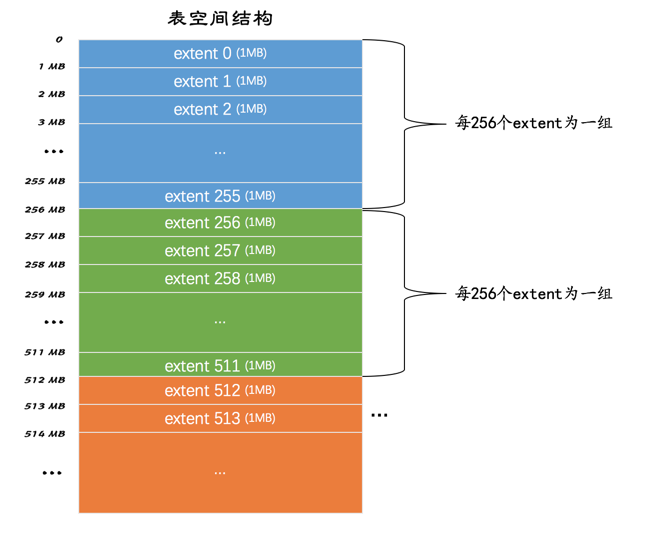 表空间结构
0
extent 0 (1MB)
1 MB
extent 1 (1MB)
2 MB
extent 2 (1MB)
3 MB
每256个extent为一组
...
...
255 MB
extent 255 (1MB)
256 MB
extent 256 (1MB)
257 MB
extent 257 (1MB)
258 MB
extent 258 (1MB)
259 MB
每256个extent为一组
...
...
511 MB
extent 511 (1MB)
512 MB
extent 512 (1MB)
513 MB
extent 513 (1MB)
...
514 MB
...
...